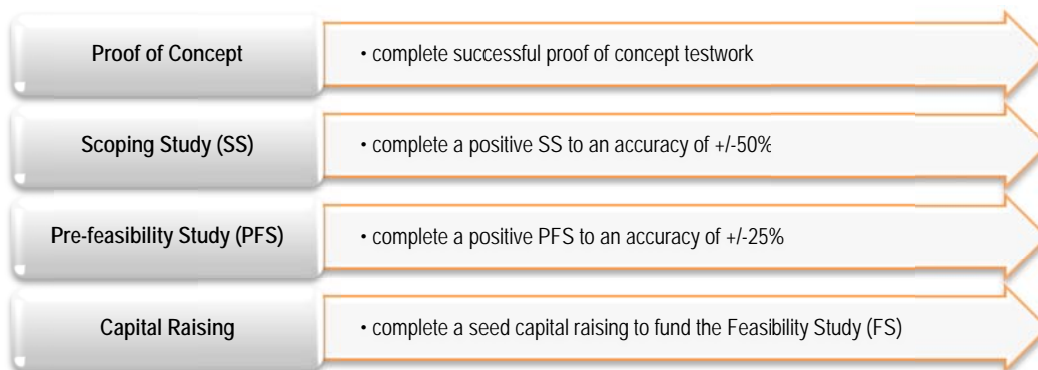 Proof of Concept
• complete successful proof of concept testwork
Scoping Study (SS)
• complete a positive SS to an accuracy of +/-50%
Pre-feasibility Study (PFS)
• complete a positive PFS to an accuracy of +/-25%
Capital Raising
• complete a seed capital raising to fund the Feasibility Study (FS)